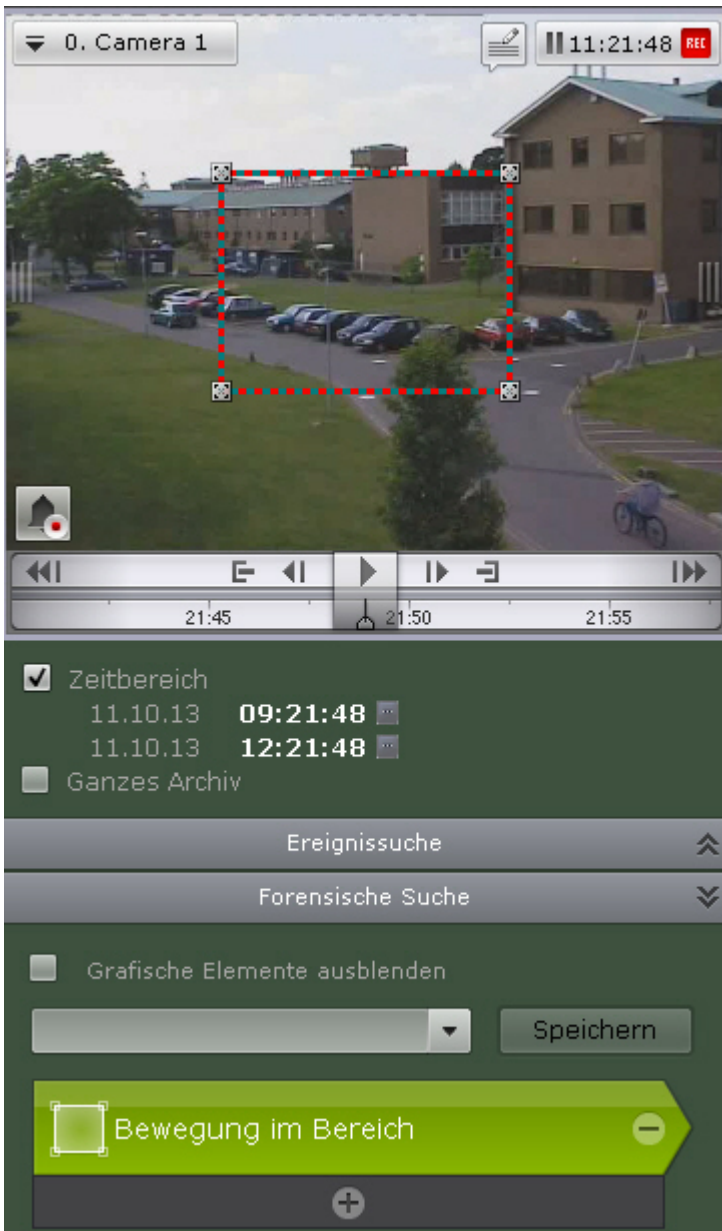 0. Camera 1
11:21:48 REC
21:45 21:50 21:55
Zeitbereich
11.10.13 09:21:48
11.10.13 12:21:48
Ganzes Archiv
Ereignissuche
Forensische Suche
Grafische Elemente ausblenden
Speichern
Bewegung im Bereich